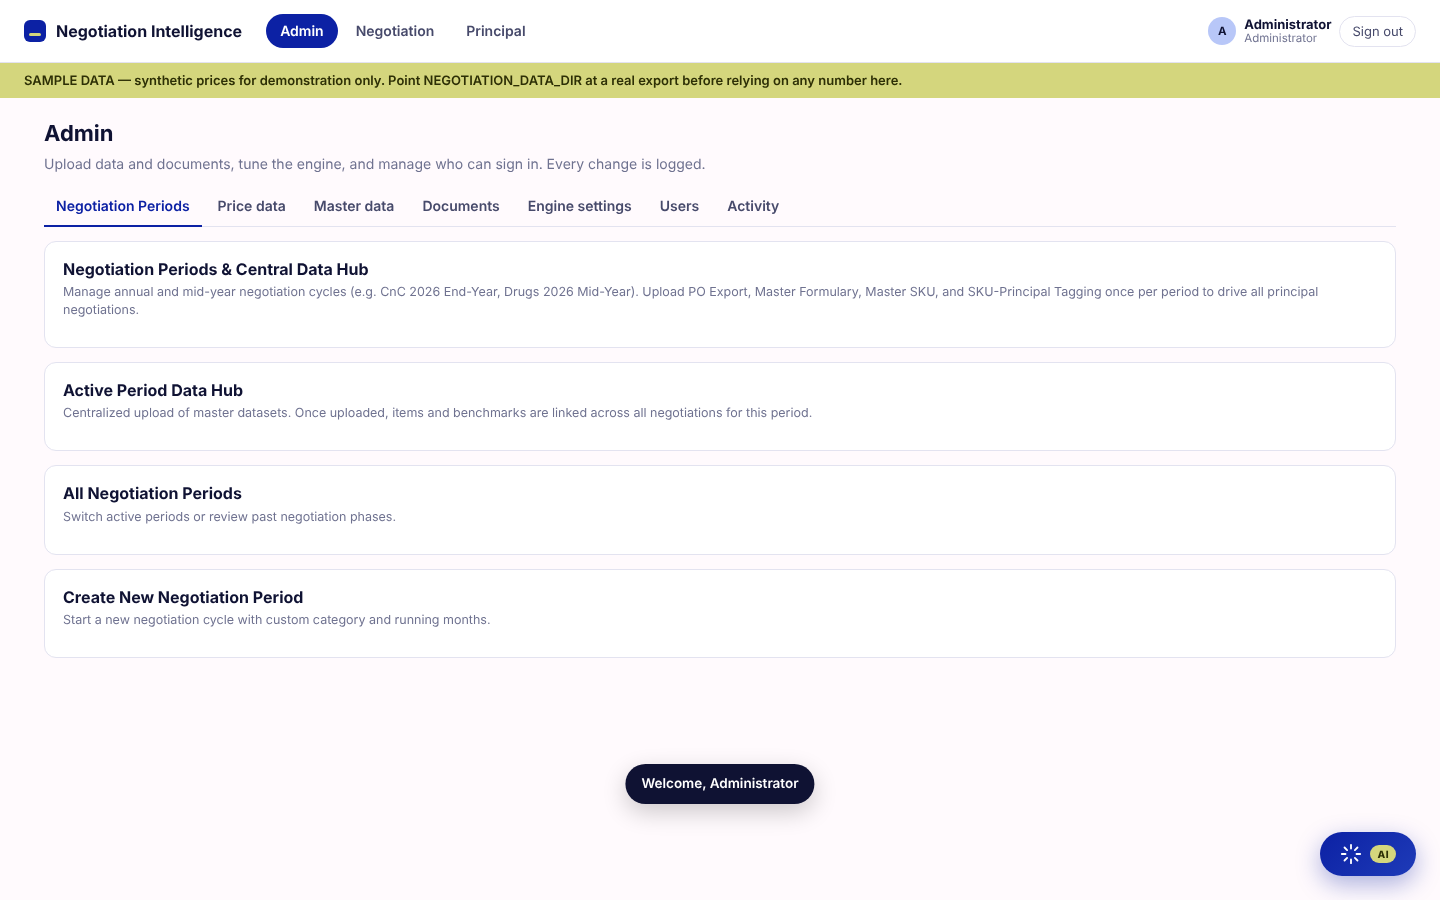 Negotiation Intelligence
Admin
Negotiation
Principal
A
Administrator
Administrator
Sign out
SAMPLE DATA — synthetic prices for demonstration only. Point NEGOTIATION_DATA_DIR at a real export before relying on any number here.
Admin
Upload data and documents, tune the engine, and manage who can sign in. Every change is logged.
Negotiation Periods
Price data
Master data
Documents
Engine settings
Users
Activity
Negotiation Periods & Central Data Hub
Manage annual and mid-year negotiation cycles (e.g. CnC 2026 End-Year, Drugs 2026 Mid-Year). Upload PO Export, Master Formulary, Master SKU, and SKU-Principal Tagging once per period to drive all principal
negotiations.
Active Period Data Hub
Centralized upload of master datasets. Once uploaded, items and benchmarks are linked across all negotiations for this period.
All Negotiation Periods
Switch active periods or review past negotiation phases.
Create New Negotiation Period
Start a new negotiation cycle with custom category and running months.
Welcome, Administrator
AI